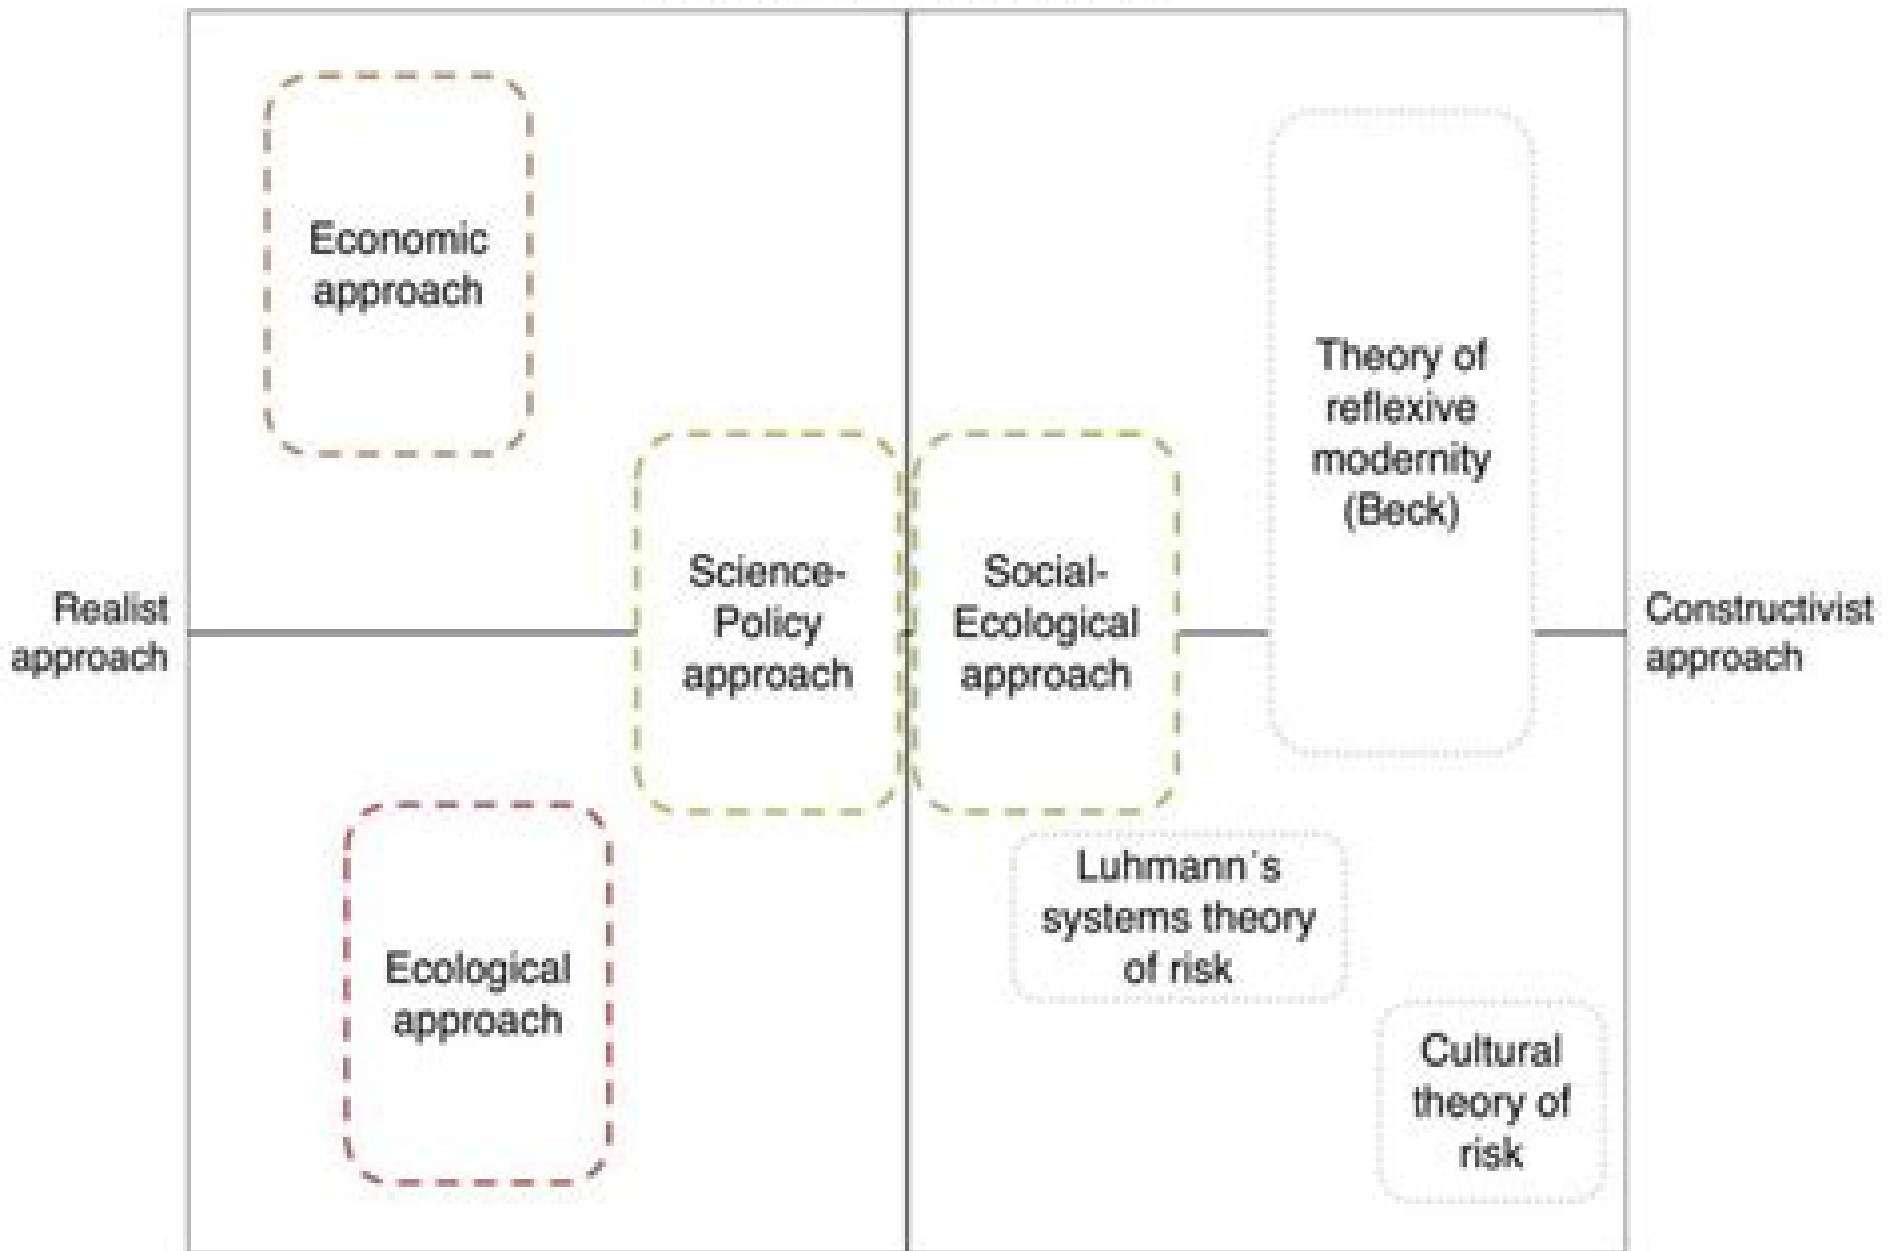 Economic
approach
Theory of
reflexive
modernity
(Beck)
Realist
approach
Science-
Policy
approach
Social-
Ecological
approach
Constructivist
approach
Luhmann´s
systems theory
of risk
Ecological
approach
Cultural
theory of
risk